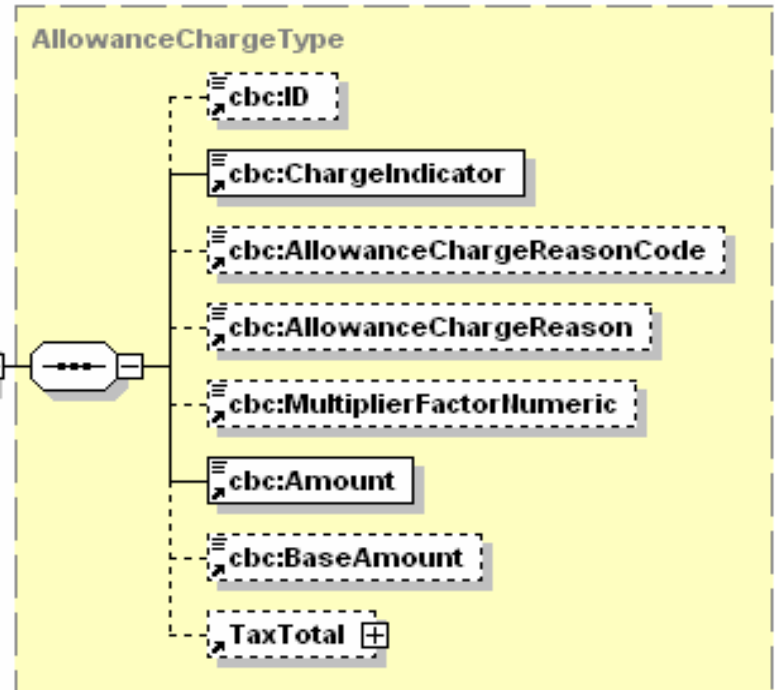 AllowanceChargeType
cbc:ID
cbc:ChargeIndicator
cbc:AllowanceChargeReasonCode
cbc:AllowanceChargeReason
cbc:MultiplierFactorNumeric
cbc:Amount
cbc:BaseAmount
TaxTotal